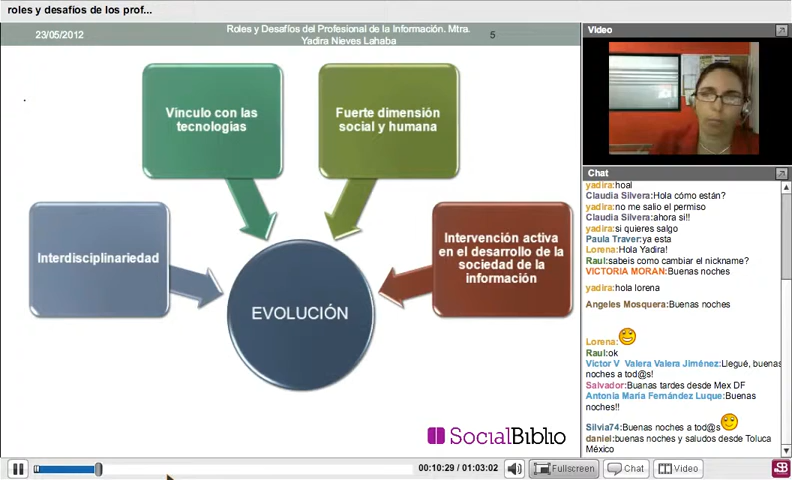 roles y desafíos de los prof...
23/05/2012
Roles y Desafíos del Profesional de la Información. Mtra.
Yadira Nieves Lahaba
5
Vínculo con las
tecnologías
Fuerte dimensión
social y humana
Interdisciplinariedad
Intervención activa
en el desarrollo de la
sociedad de la
información
EVOLUCIÓN
SocialBiblio
00:10:29 / 01:03:02
Fullscreen
Chat
Video
SB
Video
Chat
yadira:hoal
Claudia Silvera:Hola cómo están?
yadira:no me salio el permiso
Claudia Silvera:ahora si!!
yadira:si quieres salgo
Paula Traver:ya esta
Lorena:Hola Yadira!
Raul:sabeis como cambiar el nickname?
VICTORIA MORAN:Buenas noches
yadira:hola lorena
Angeles Mosquera:Buenas noches
Lorena:
Raul:ok
Victor V Valera Valera Jiménez:Llegué, buenas
noches a tod@s!
Salvador:Buanas tardes desde Mex DF
Antonia Maria Fernández Luque:Buenas
noches!!
Silvia74:Buenas noches a tod@s
daniel:buenas noches y saludos desde Toluca
México